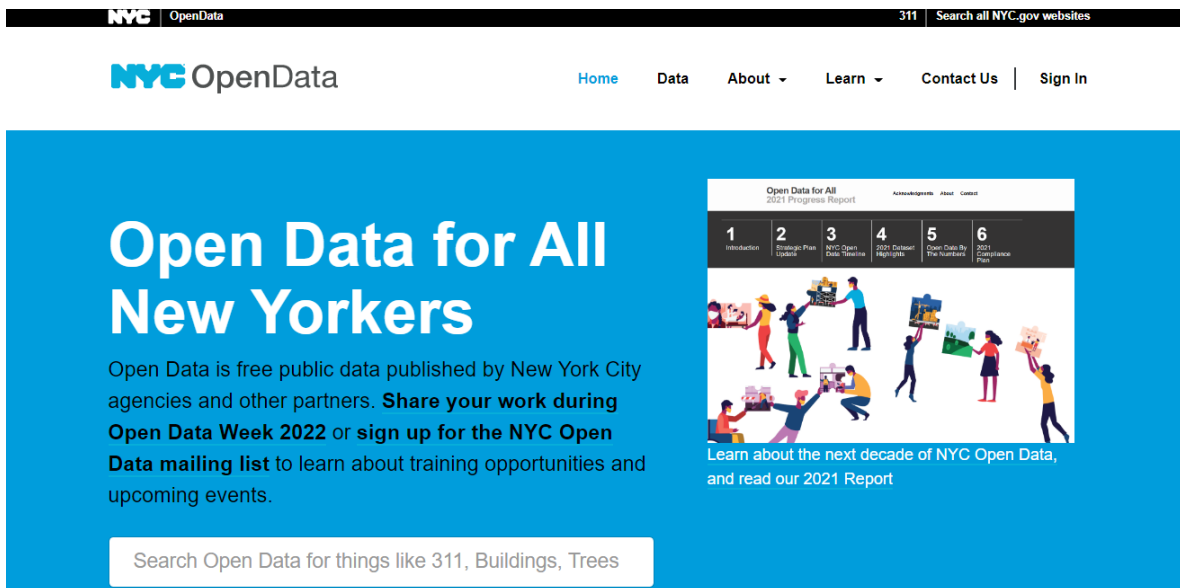 NYC OpenData 311 Search all NYC.gov websites
NYC OpenData Home Data About Learn Contact Us Sign In
Open Data for All
New Yorkers
Open Data is free public data published by New York City
agencies and other partners. Share your work during
Open Data Week 2022 or sign up for the NYC Open
Data mailing list to learn about training opportunities and
upcoming events.
Search Open Data for things like 311, Buildings, Trees
Open Data for All Acknowledgments About Contact
2021 Progress Report
1 2 3 4 5 6
Introduction Strategic Plan NYC Open 2021 Dataset Open Data By 2021
Update Data Timeline Highlights The Numbers Compliance
Plan
Learn about the next decade of NYC Open Data,
and read our 2021 Report